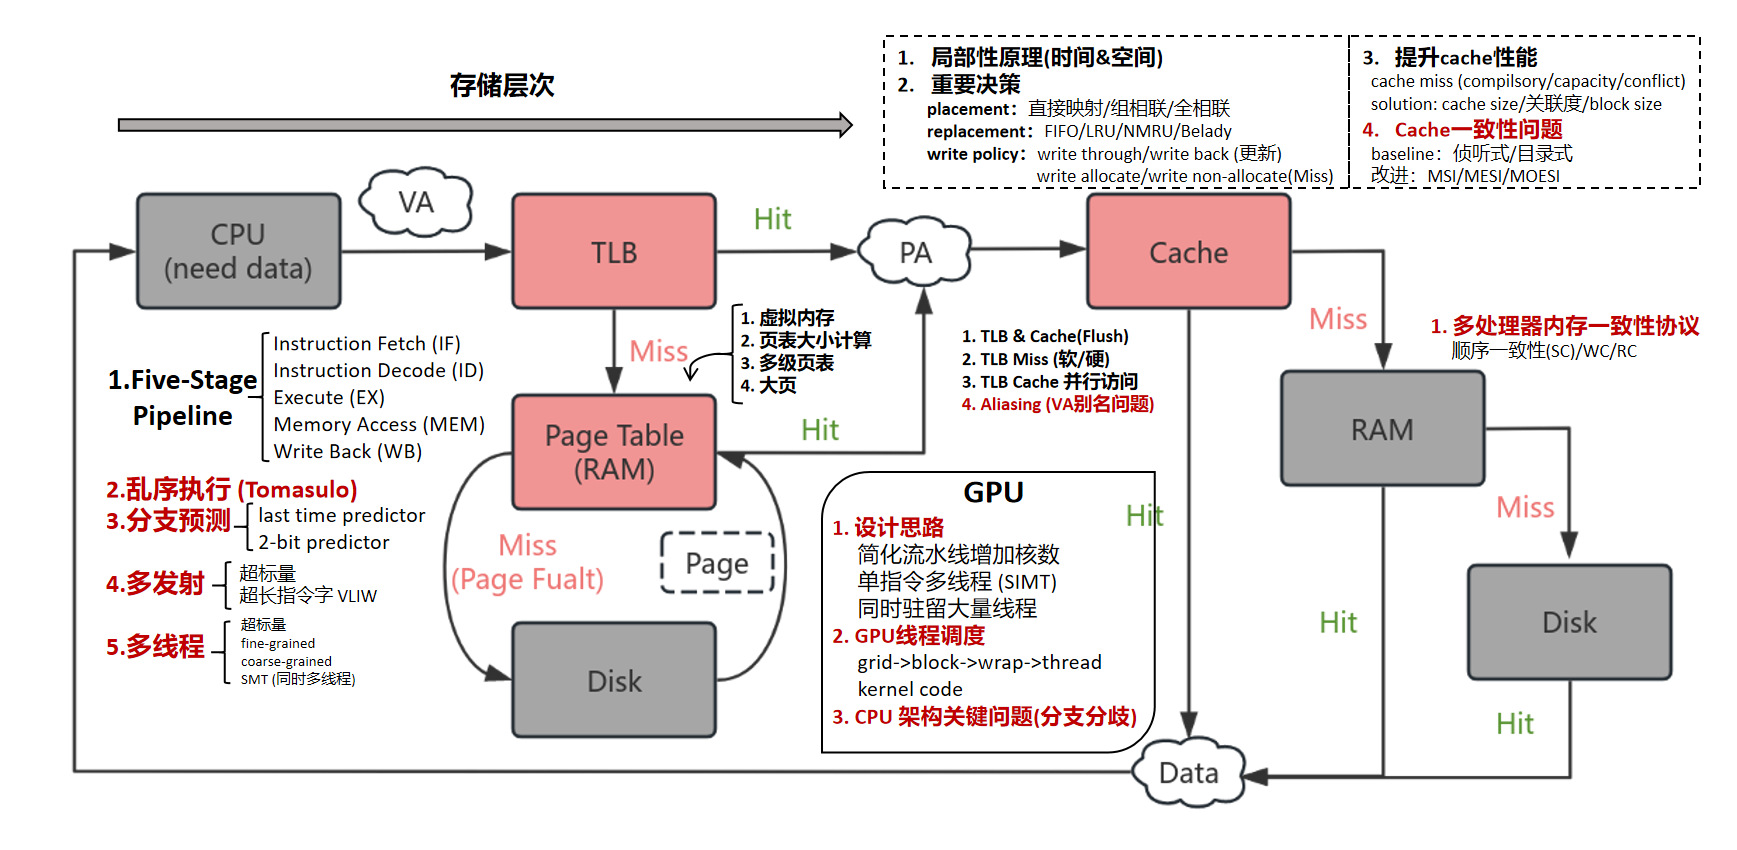 存储层次
1. 局部性原理(时间&空间)
2. 重要决策
placement：直接映射/组相联/全相联
replacement：FIFO/LRU/NMRU/Belady
write policy：write through/write back (更新)
write allocate/write non-allocate(Miss)
3. 提升cache性能
cache miss (compilsory/capacity/conflict)
solution: cache size/关联度/block size
4. Cache一致性问题
baseline：侦听式/目录式
改进：MSI/MESI/MOESI
CPU
(need data)
VA
TLB
Hit
PA
Cache
Miss
Miss
1. 虚拟内存
2. 页表大小计算
3. 多级页表
4. 大页
1. TLB & Cache(Flush)
2. TLB Miss (软/硬)
3. TLB Cache 并行访问
4. Aliasing (VA别名问题)
1. 多处理器内存一致性协议
顺序一致性(SC)/WC/RC
1.Five-Stage
Pipeline
Instruction Fetch (IF)
Instruction Decode (ID)
Execute (EX)
Memory Access (MEM)
Write Back (WB)
Page Table
(RAM)
Hit
RAM
2.乱序执行 (Tomasulo)
3.分支预测
last time predictor
2-bit predictor
4.多发射
超标量
超长指令字 VLIW
5.多线程
超标量
fine-grained
coarse-grained
SMT (同时多线程)
Miss
(Page Fualt)
Page
Disk
GPU
1. 设计思路
简化流水线增加核数
单指令多线程 (SIMT)
同时驻留大量线程
2. GPU线程调度
grid->block->wrap->thread
kernel code
3. CPU 架构关键问题(分支分歧)
Hit
Miss
Hit
Disk
Hit
Data